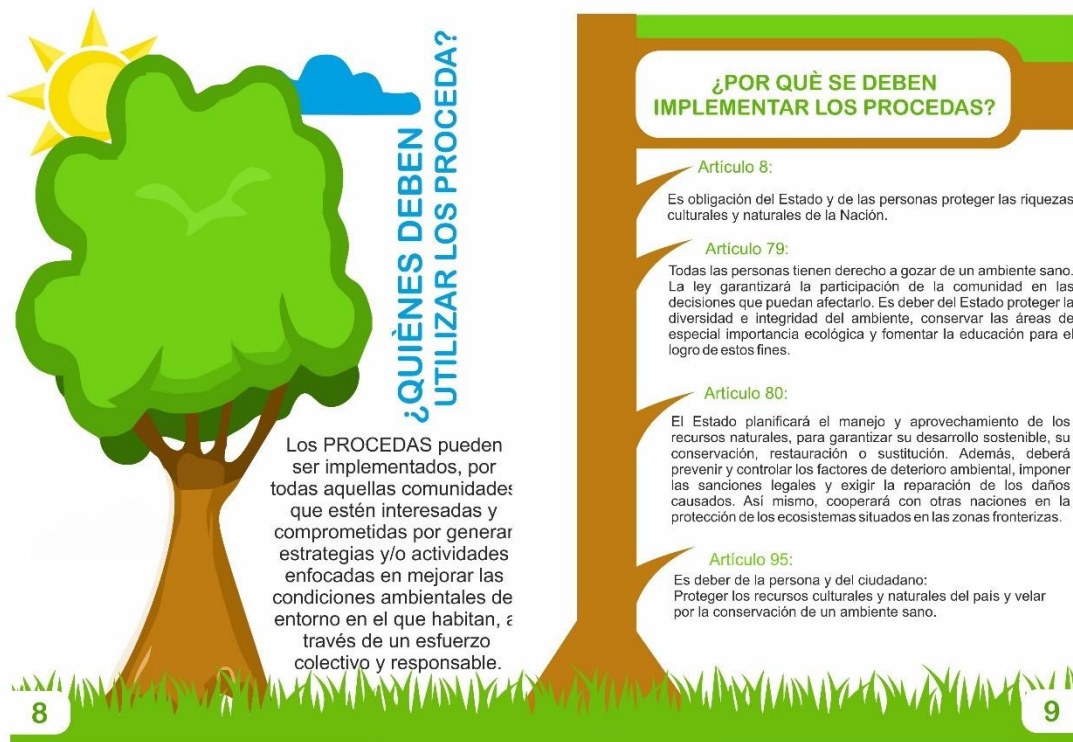 ¿QUIÈNES DEBEN
UTILIZAR LOS PROCEDA?
Los PROCEDAS pueden
ser implementados, por
todas aquellas comunidades
que estén interesadas y
comprometidas por generar
estrategias y/o actividades
enfocadas en mejorar las
condiciones ambientales de
entorno en el que habitan, a
través de un esfuerzo
colectivo y responsable.
8
¿POR QUÈ SE DEBEN
IMPLEMENTAR LOS PROCEDAS?
Artículo 8:
Es obligación del Estado y de las personas proteger las riquezas
culturales y naturales de la Nación.
Artículo 79:
Todas las personas tienen derecho a gozar de un ambiente sano.
La ley garantizará la participación de la comunidad en las
decisiones que puedan afectarlo. Es deber del Estado proteger la
diversidad e integridad del ambiente, conservar las áreas de
especial importancia ecológica y fomentar la educación para el
logro de estos fines.
Artículo 80:
El Estado planificará el manejo y aprovechamiento de los
recursos naturales, para garantizar su desarrollo sostenible, su
conservación, restauración o sustitución. Además, deberá
prevenir y controlar los factores de deterioro ambiental, imponer
las sanciones legales y exigir la reparación de los daños
causados. Así mismo, cooperará con otras naciones en la
protección de los ecosistemas situados en las zonas fronterizas.
Artículo 95:
Es deber de la persona y del ciudadano:
Proteger los recursos culturales y naturales del país y velar
por la conservación de un ambiente sano.
9